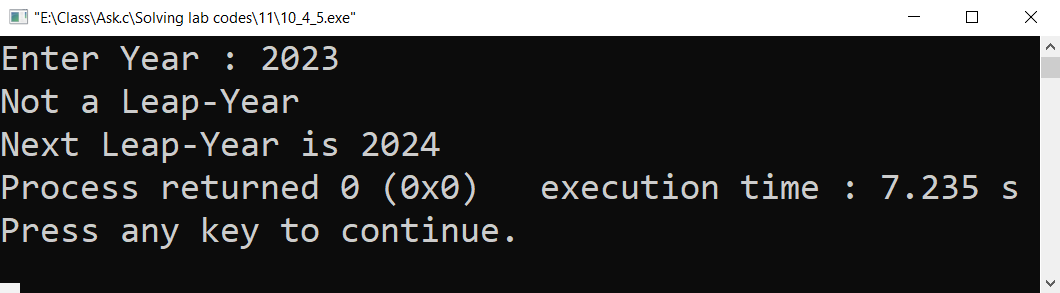 "E:\Class\Ask.c\Solving lab codes\11\10_4_5.exe"
Enter Year : 2023
Not a Leap-Year
Next Leap-Year is 2024
Process returned 0 (0x0)   execution time : 7.235 s
Press any key to continue.